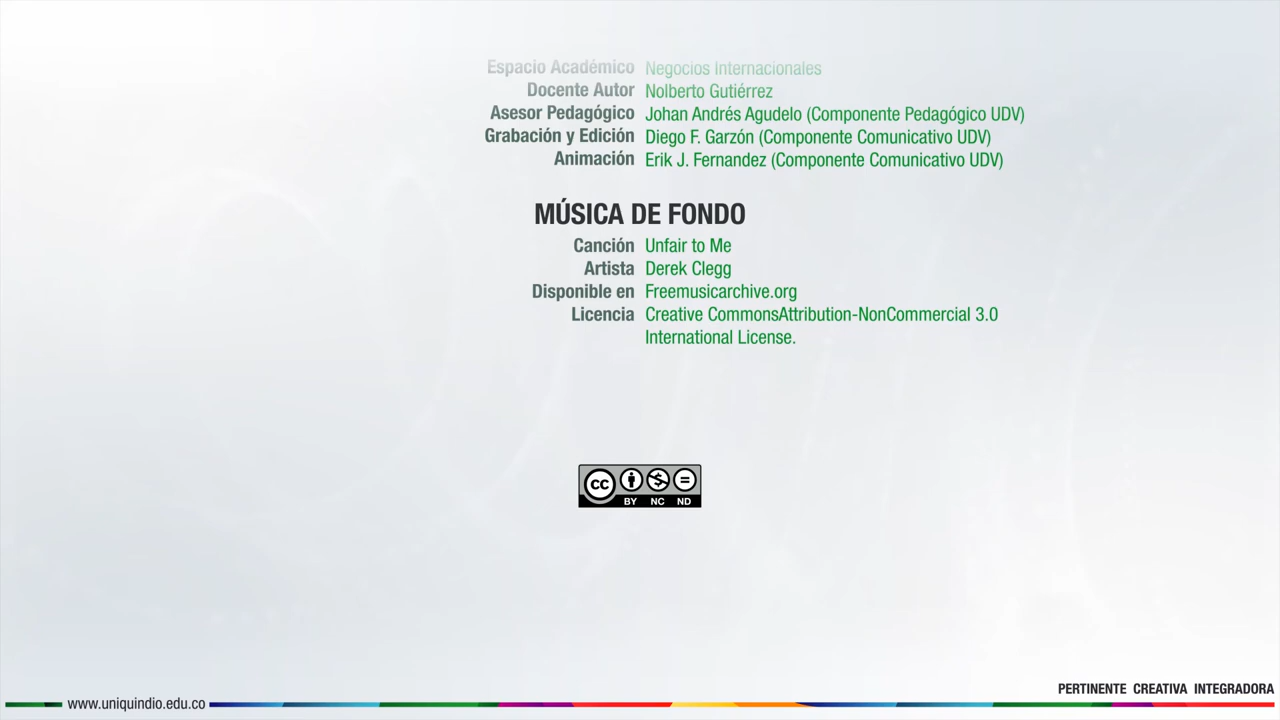 Espacio Académico Negocios Internacionales
Docente Autor Nolberto Gutiérrez
Asesor Pedagógico Johan Andrés Agudelo (Componente Pedagógico UDV)
Grabación y Edición Diego F. Garzón (Componente Comunicativo UDV)
Animación Erik J. Fernandez (Componente Comunicativo UDV)
MÚSICA DE FONDO
Canción Unfair to Me
Artista Derek Clegg
Disponible en Freemusicarchive.org
Licencia Creative CommonsAttribution-NonCommercial 3.0
International License.
cc
BY NC ND
PERTINENTE CREATIVA INTEGRADORA
www.uniquindio.edu.co